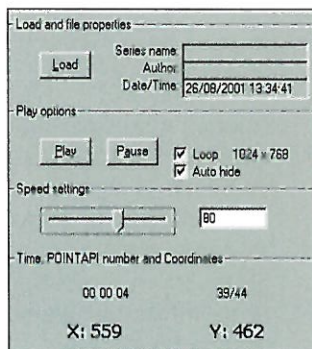 Load and file properties
Load
Series name:
Author:
Date/Time: 26/08/2001 13:34:41
Play options
Play Pause Loop 1024 x 768
Auto hide
Speed settings
80
Time, POINTAPI number and Coordinates
00 00 04 39/44
X: 559 Y: 462